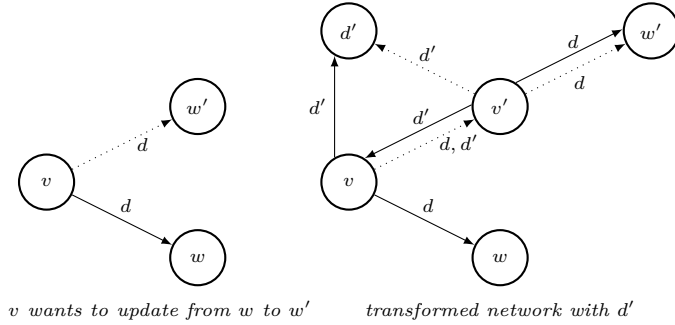 d′
w′
d
d′
d
w′
d′
v′
d′
d
d, d′
v
v
d
d
w
w
v wants to update from w to w′
transformed network with d′